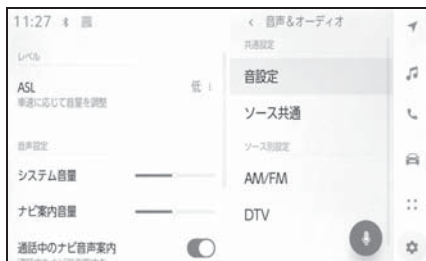 11:27
レベル
ASL
低
車速に応じて音量を調整
音声設定
システム音量
ナビ案内音量
通話中のナビ音声案内
< 音声&オーディオ
共通設定
音設定
ソース共通
ソース別設定
AM/FM
DTV